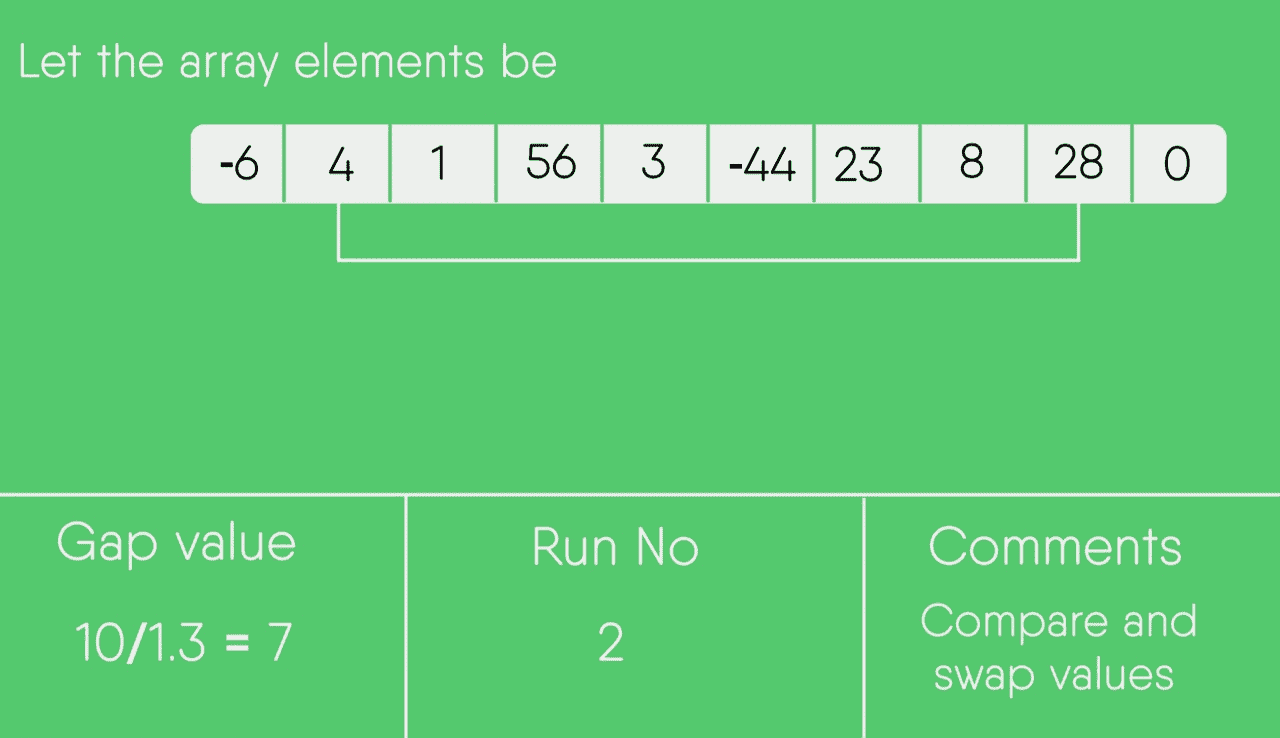 Let the array elements be
-6 4 1 56 3 -44 23 8 28 0
Gap value
10/1.3 = 7
Run No
2
Comments
Compare and
swap values